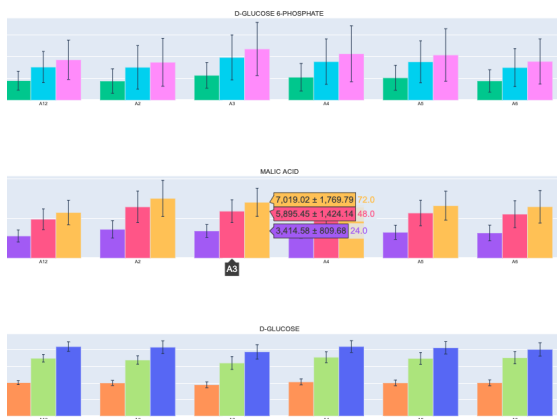 D-GLUCOSE 6-PHOSPHATE
A12 A2 A3 A4 A5 A6
MALIC ACID
7,019.02 ± 1,769.79 72.0
5,895.45 ± 1,424.14 48.0
3,414.58 ± 809.68 24.0
A12 A2 A3 A5 A6
D-GLUCOSE